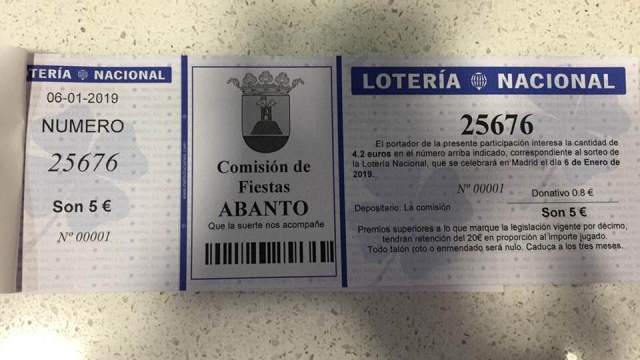 TERÍA NACIONAL
06-01-2019
NUMERO
25676
Son 5 €
Nº 00001
Comisión de
Fiestas
ABANTO
Que la suerte nos acompañe
LOTERÍA NACIONAL
25676
El portador de la presente participación interesa la cantidad de
4.2 euros en el número arriba indicado, correspondiente al sorteo de
la Lotería Nacional, que se celebrará en Madrid el día 6 de Enero de
2019.
Nº 00001
Donativo 0.8 €
Depositario: La comisión
Son 5 €
Premios superiores a lo que marque la legislación vigente por décimo,
tendrán retención del 20€ en proporción al importe jugado.
Todo talón roto o enmendado será nulo. Caduca a los tres meses.